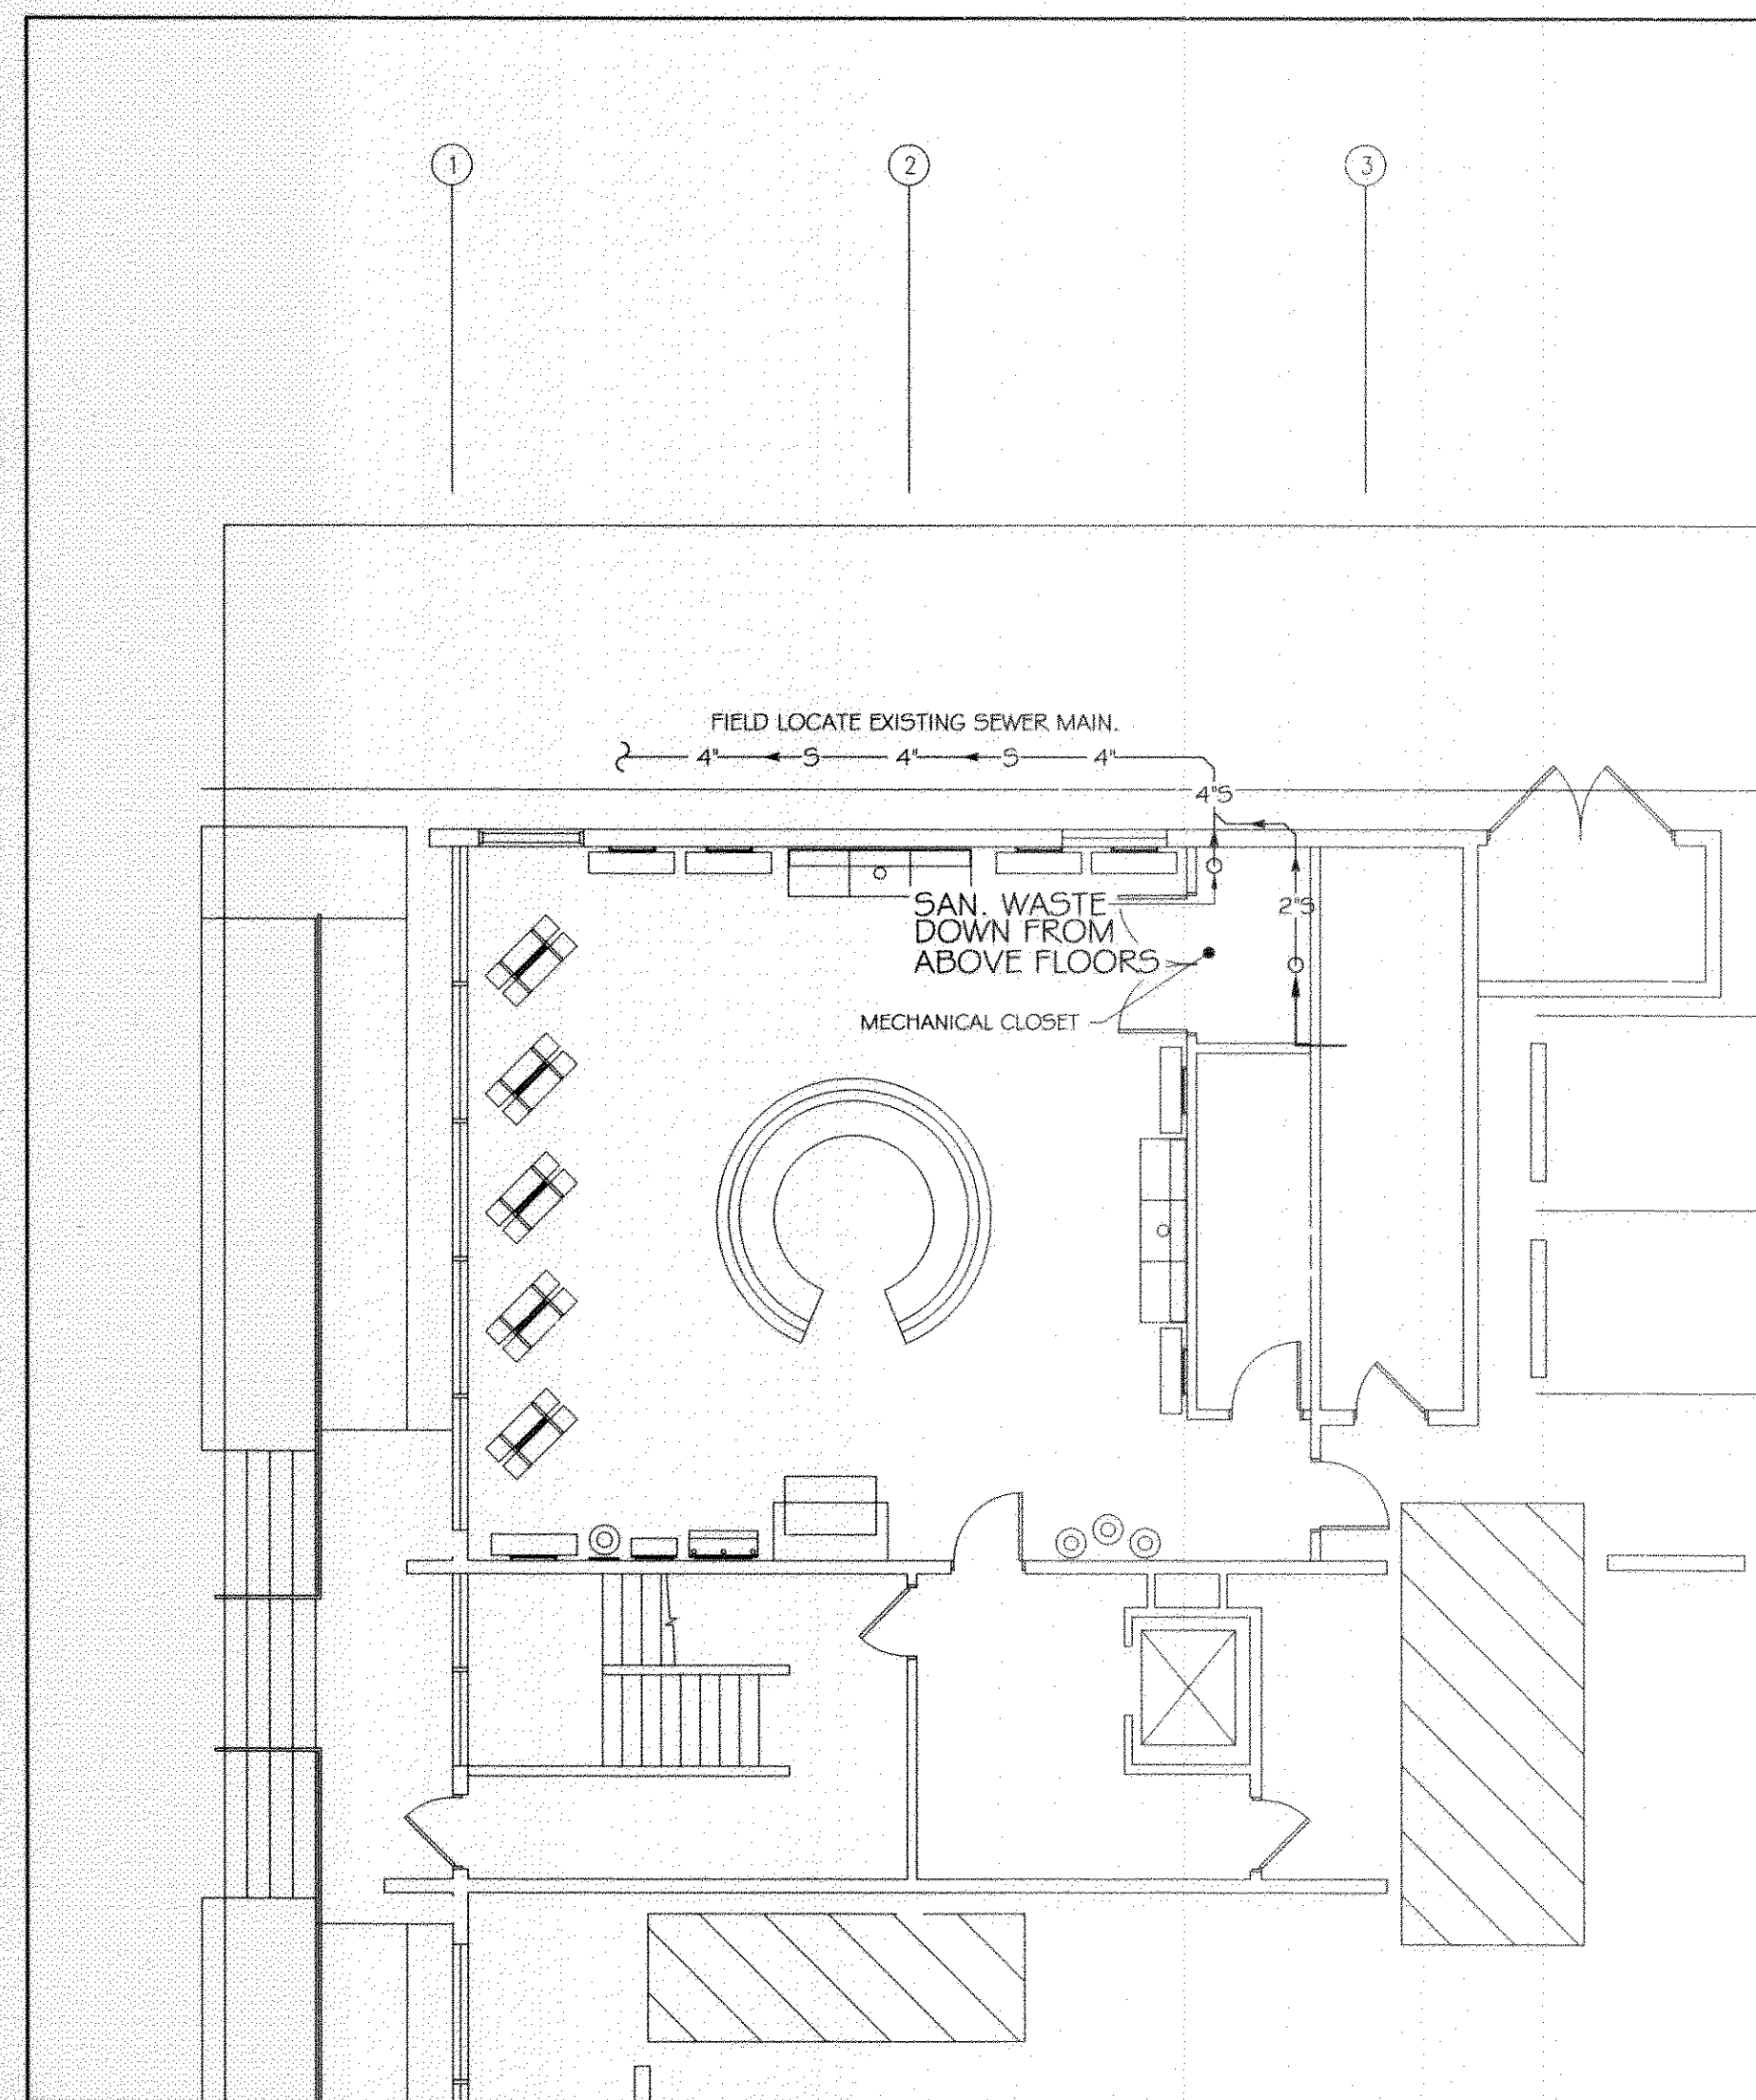 1 2 3
FIELD LOCATE EXISTING SEWER MAIN.
4" S 4" S 4"
4"S
SAN. WASTE
DOWN FROM
ABOVE FLOORS
2"S
MECHANICAL CLOSET